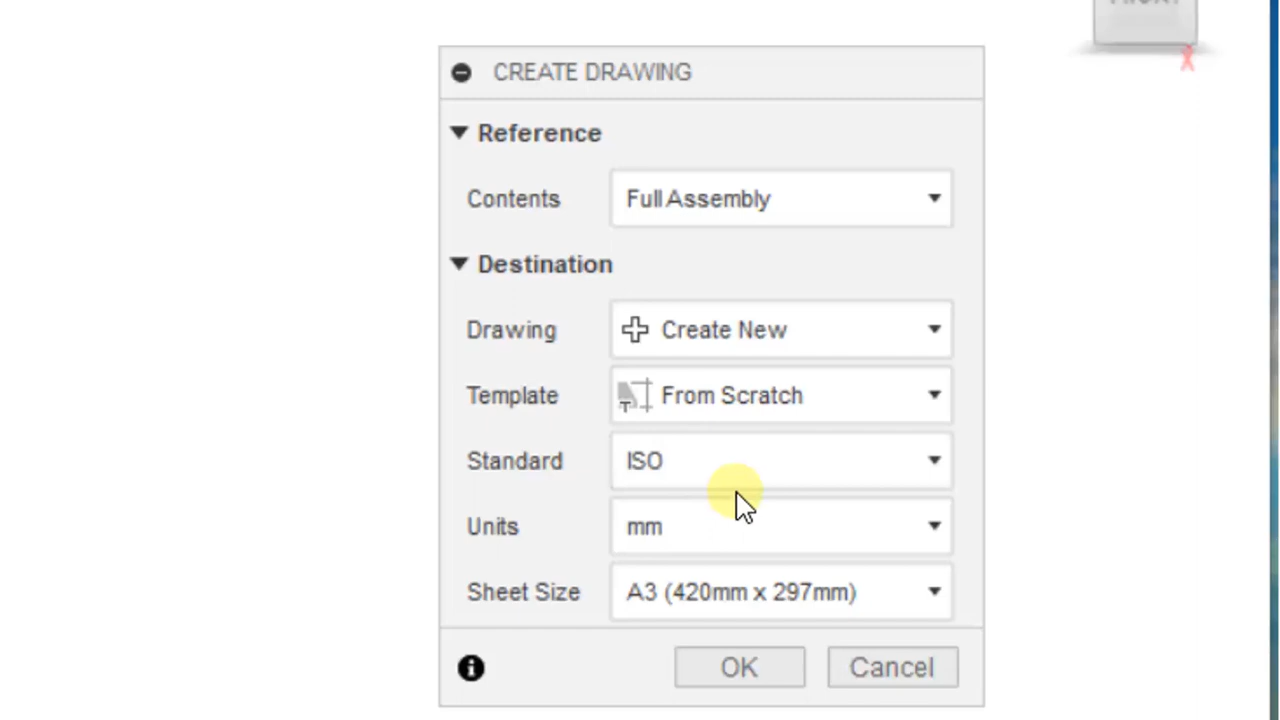 CREATE DRAWING
Reference
Contents Full Assembly
Destination
Drawing Create New
Template From Scratch
Standard ISO
Units mm
Sheet Size A3 (420mm x 297mm)
OK Cancel